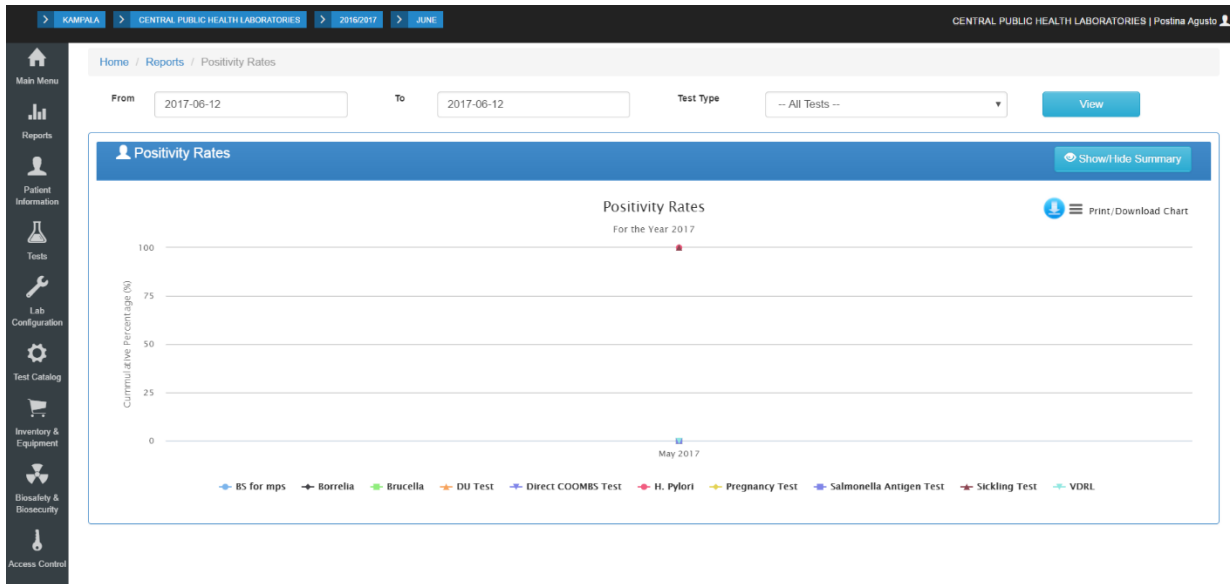 KAMPALA CENTRAL PUBLIC HEALTH LABORATORIES 2016/2017 JUNE CENTRAL PUBLIC HEALTH LABORATORIES | Postina Agusto
Main Menu
Reports
Patient
Information
Tests
Lab
Configuration
Test Catalog
Inventory &
Equipment
Biosafety &
Biosecurity
Access Control
Home / Reports / Positivity Rates
From 2017-06-12 To 2017-06-12 Test Type -- All Tests -- View
Positivity Rates Show/Hide Summary
Positivity Rates
For the Year 2017
Print/Download Chart
Cummulative Percentage (%)
100
75
50
25
0
May 2017
BS for mps Borrelia Brucella DU Test Direct COOMBS Test H. Pylori Pregnancy Test Salmonella Antigen Test Sickling Test VDRL